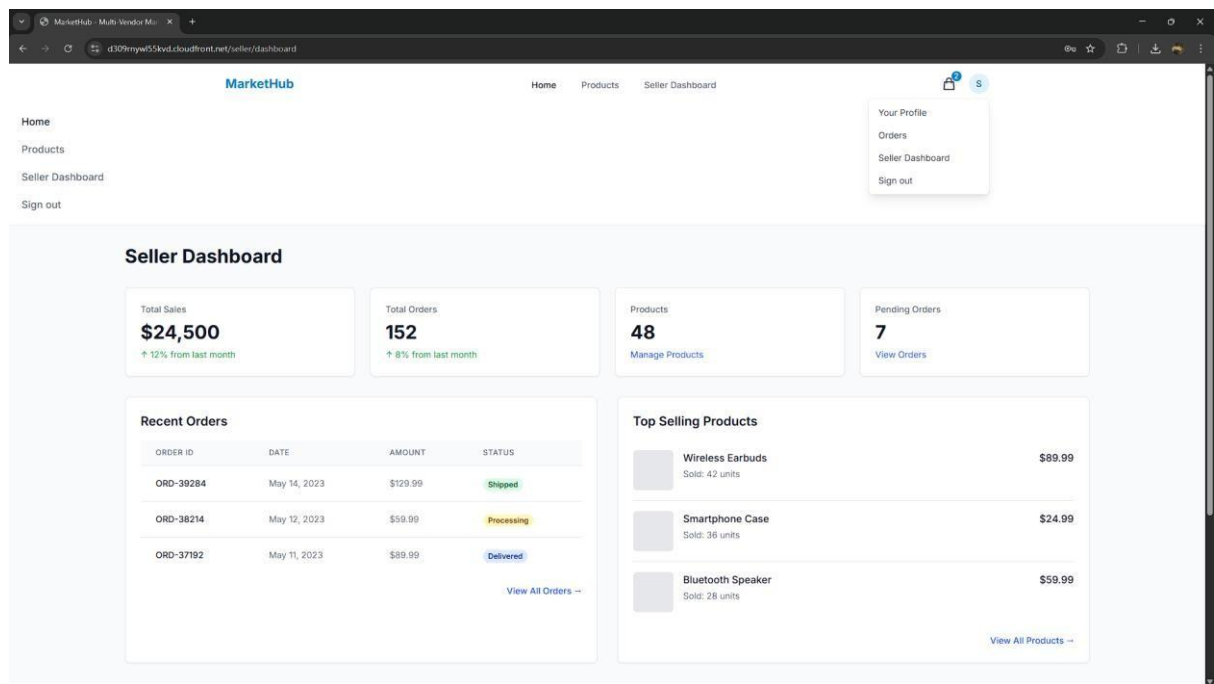 MarketHub - Multi-Vendor Mar
d309rnywl55kvd.cloudfront.net/seller/dashboard
MarketHub
Home Products Seller Dashboard
2
S
Your Profile
Orders
Seller Dashboard
Sign out
Home
Products
Seller Dashboard
Sign out
Seller Dashboard
Total Sales
$24,500
↑ 12% from last month
Total Orders
152
↑ 8% from last month
Products
48
Manage Products
Pending Orders
7
View Orders
Recent Orders
ORDER ID DATE AMOUNT STATUS
ORD-39284 May 14, 2023 $129.99 Shipped
ORD-38214 May 12, 2023 $59.99 Processing
ORD-37192 May 11, 2023 $89.99 Delivered
View All Orders →
Top Selling Products
Wireless Earbuds $89.99
Sold: 42 units
Smartphone Case $24.99
Sold: 36 units
Bluetooth Speaker $59.99
Sold: 28 units
View All Products →